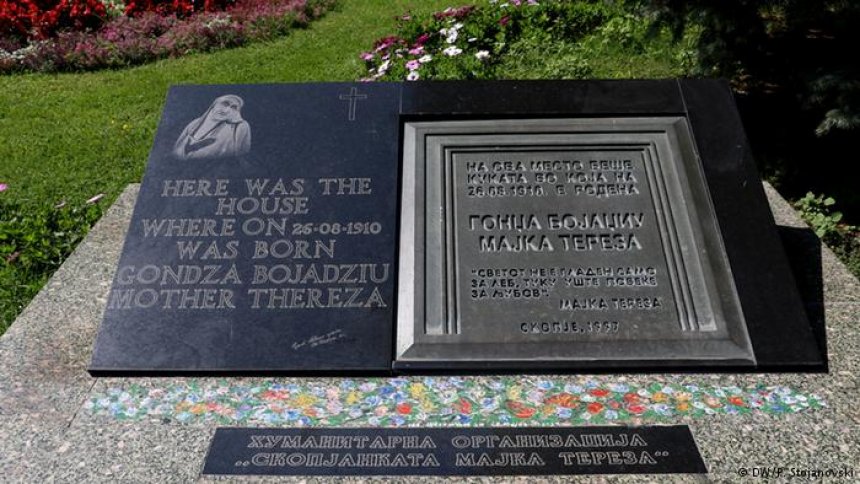 HERE WAS THE
HOUSE
WHERE ON 26-08-1910
WAS BORN
GONDZA BOJADZIU
MOTHER THEREZA
НА ОВА МЕСТО БЕШЕ
КУЌАТА ВО КОЈА НА
26.08.1910. Е РОДЕНА
ГОНЏА БОЈАЏИУ
МАЈКА ТЕРЕЗА
"СВЕТОТ НЕ Е ГЛАДЕН САМО
ЗА ЛЕБ, ТУКУ УШТЕ ПОВЕЌЕ
ЗА ЉУБОВ".
МАЈКА ТЕРЕЗА
СКОПЈЕ, 1997
ХУМАНИТАРНА ОРГАНИЗАЦИЈА
„СКОПЈАНКАТА МАЈКА ТЕРЕЗА“
© DW/P. Stojanovski